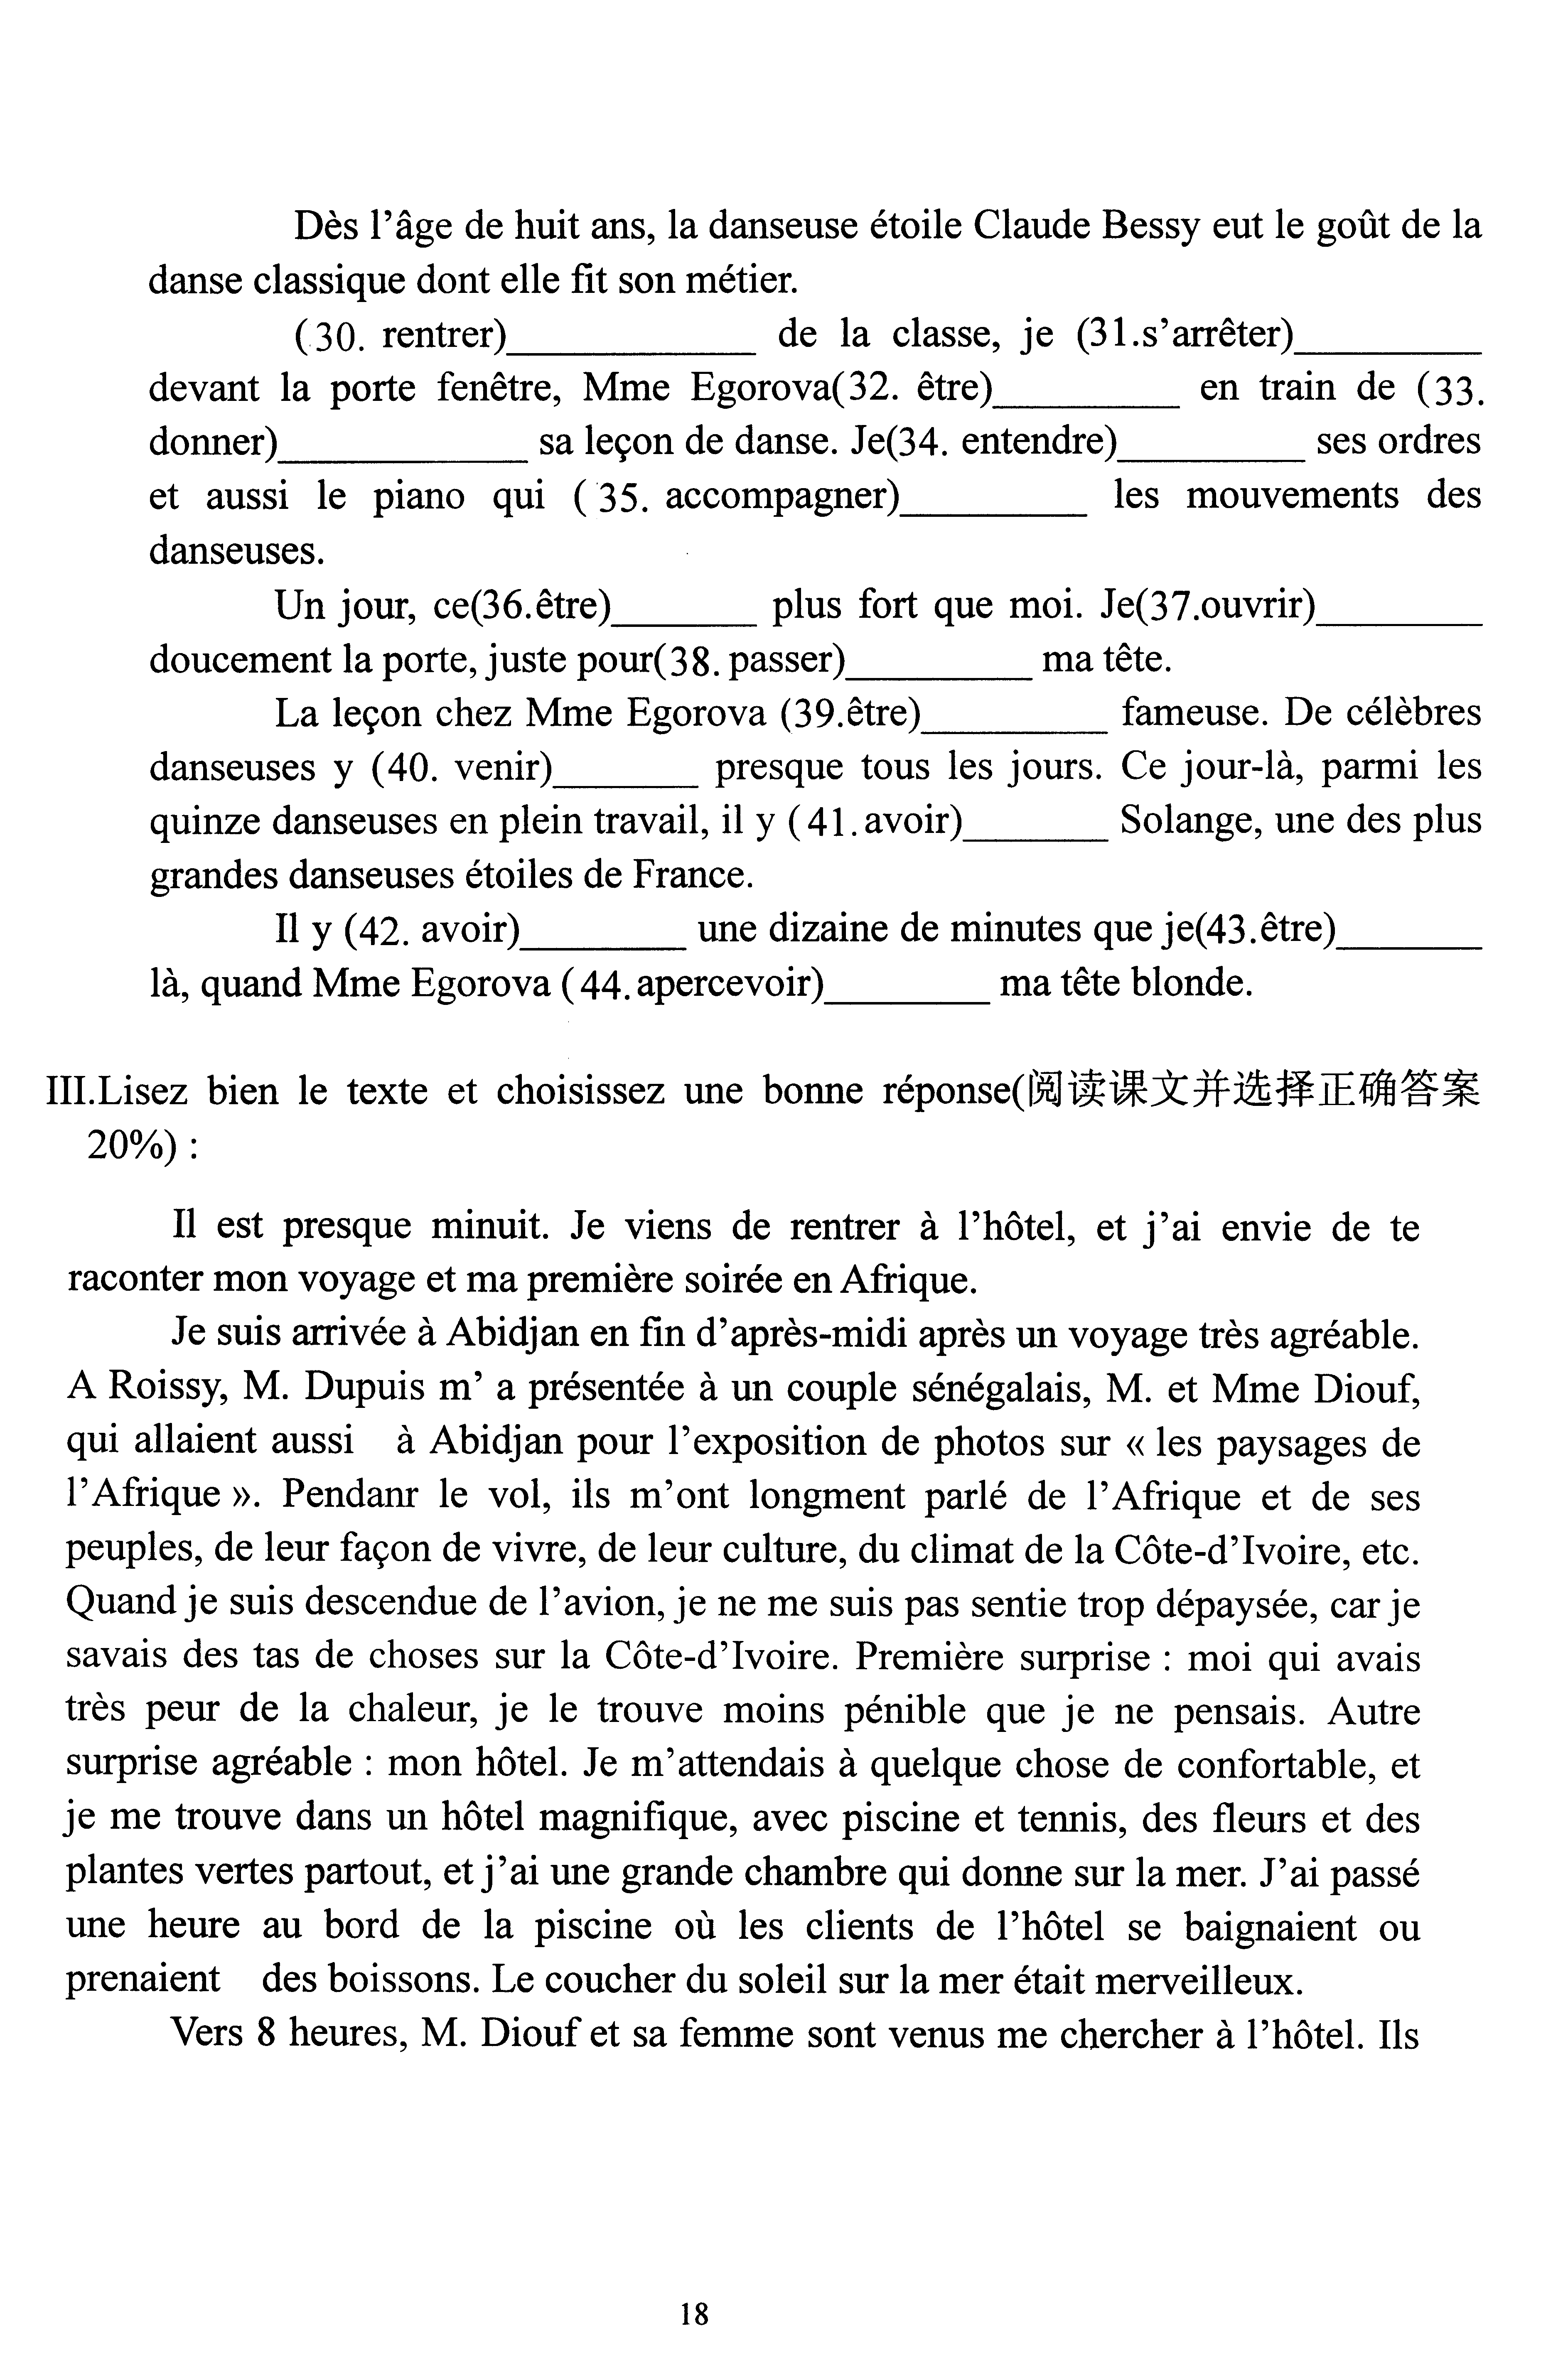 Dès l’âge de huit ans, la danseuse étoile Claude Bessy eut le goût de la
danse classique dont elle fit son métier.
(30. rentrer)____________ de la classe, je (31.s’arrêter)_________
devant la porte fenêtre, Mme Egorova(32. être)_________ en train de (33.
donner)____________ sa leçon de danse. Je(34. entendre)_________ ses ordres
et aussi le piano qui (35. accompagner)_________ les mouvements des
danseuses.
Un jour, ce(36.être)_______ plus fort que moi. Je(37.ouvrir)________
doucement la porte, juste pour(38. passer)_________ ma tête.
La leçon chez Mme Egorova (39.être)_________ fameuse. De célèbres
danseuses y (40. venir)_______ presque tous les jours. Ce jour-là, parmi les
quinze danseuses en plein travail, il y (41. avoir)_______ Solange, une des plus
grandes danseuses étoiles de France.
Il y (42. avoir)________ une dizaine de minutes que je(43.être)_______
là, quand Mme Egorova (44. apercevoir)________ ma tête blonde.
III.Lisez bien le texte et choisissez une bonne réponse(阅读课文并选择正确答案
20%) :
Il est presque minuit. Je viens de rentrer à l’hôtel, et j’ai envie de te
raconter mon voyage et ma première soirée en Afrique.
Je suis arrivée à Abidjan en fin d’après-midi après un voyage très agréable.
A Roissy, M. Dupuis m’ a présentée à un couple sénégalais, M. et Mme Diouf,
qui allaient aussi à Abidjan pour l’exposition de photos sur « les paysages de
l’Afrique ». Pendanr le vol, ils m’ont longment parlé de l’Afrique et de ses
peuples, de leur façon de vivre, de leur culture, du climat de la Côte-d’Ivoire, etc.
Quand je suis descendue de l’avion, je ne me suis pas sentie trop dépaysée, car je
savais des tas de choses sur la Côte-d’Ivoire. Première surprise : moi qui avais
très peur de la chaleur, je le trouve moins pénible que je ne pensais. Autre
surprise agréable : mon hôtel. Je m’attendais à quelque chose de confortable, et
je me trouve dans un hôtel magnifique, avec piscine et tennis, des fleurs et des
plantes vertes partout, et j’ai une grande chambre qui donne sur la mer. J’ai passé
une heure au bord de la piscine où les clients de l’hôtel se baignaient ou
prenaient des boissons. Le coucher du soleil sur la mer était merveilleux.
Vers 8 heures, M. Diouf et sa femme sont venus me chercher à l’hôtel. Ils
18